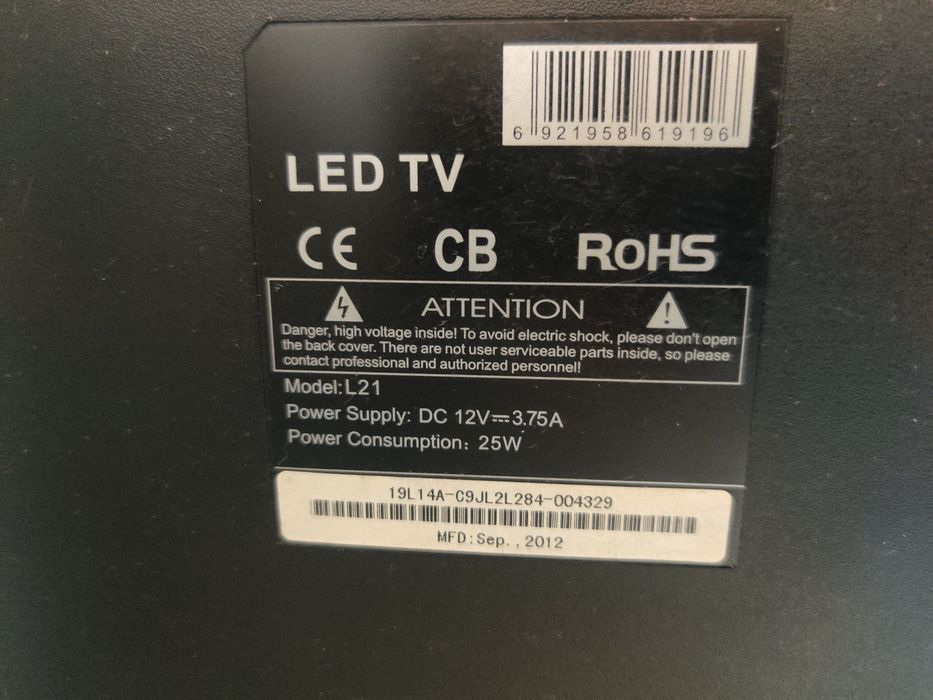 6 921958 619196
LED TV
CE CB RoHS
ATTENTION
Danger, high voltage inside! To avoid electric shock, please don't open
the back cover. There are not user serviceable parts inside, so please
contact professional and authorized personnel!
Model:L21
Power Supply: DC 12V⎓3.75A
Power Consumption: 25W
19L14A-C9JL2L284-004329
MFD:Sep.,2012